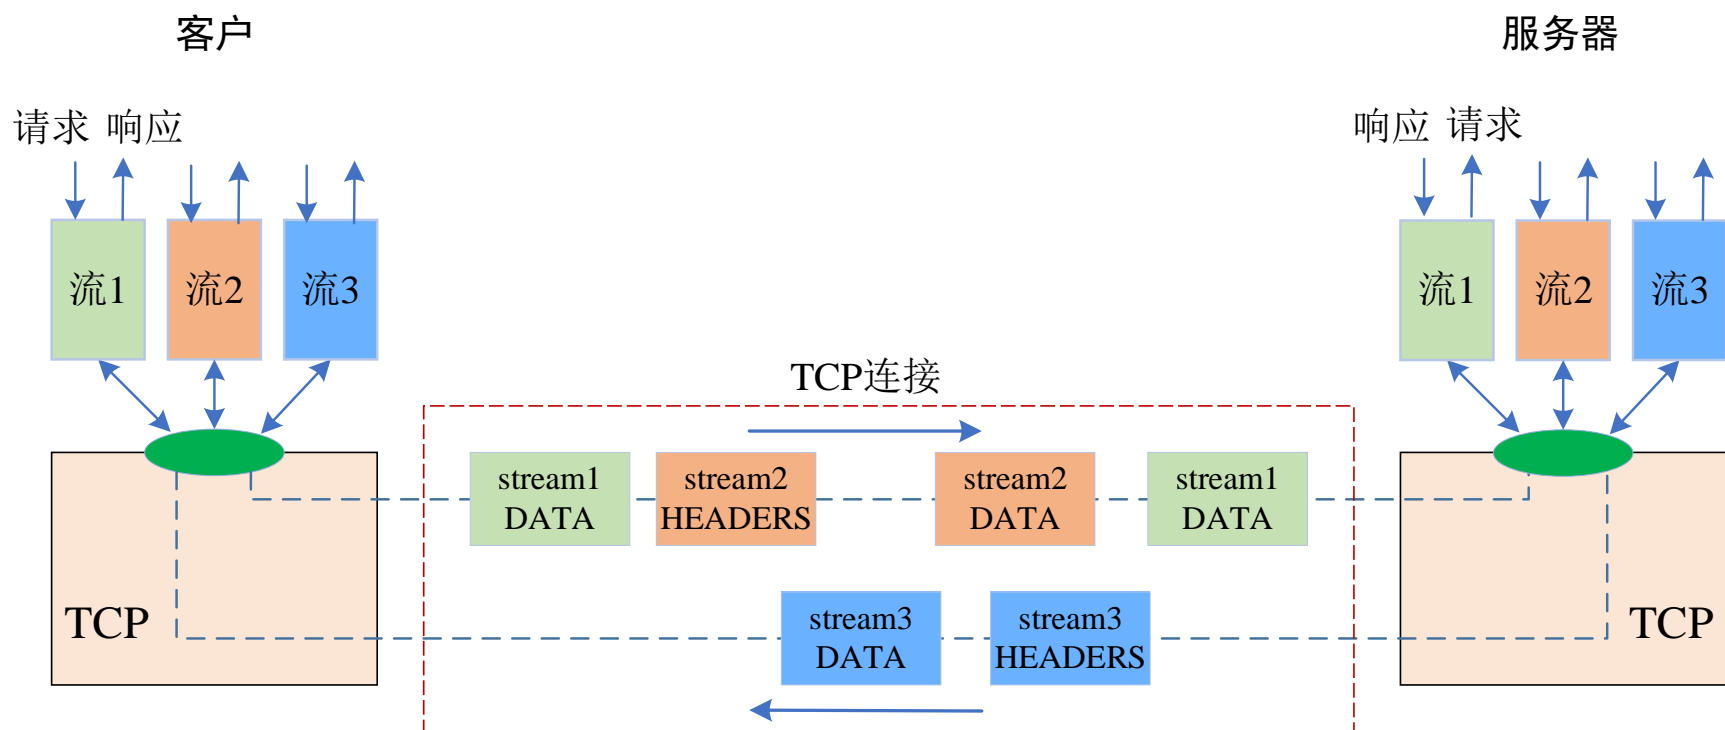 客户
服务器
请求 响应
响应 请求
流1
流2
流3
流1
流2
流3
TCP连接
stream1
DATA
stream2
HEADERS
stream2
DATA
stream1
DATA
TCP
stream3
DATA
stream3
HEADERS
TCP